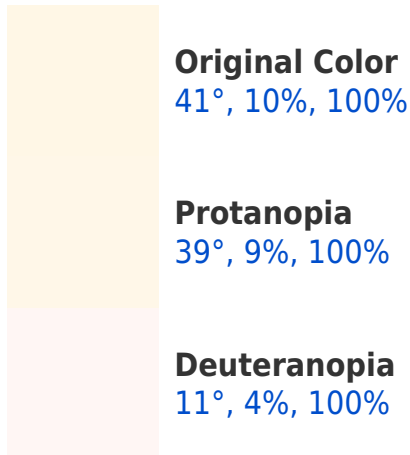 Original Color
41°, 10%, 100%
Protanopia
39°, 9%, 100%
Deuteranopia
11°, 4%, 100%